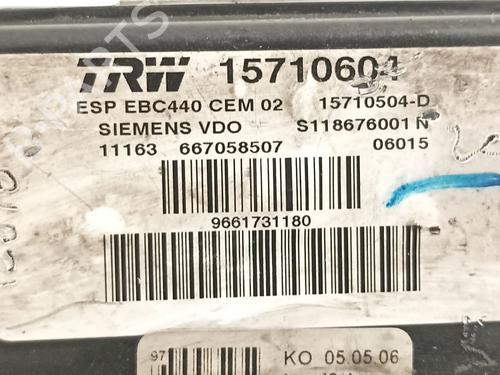 TRW 15710604
ESP EBC440 CEM 02 15710504-D
SIEMENS VDO S118676001 N
11163 667058507 06015
9661731180
97 KO 05.05.06